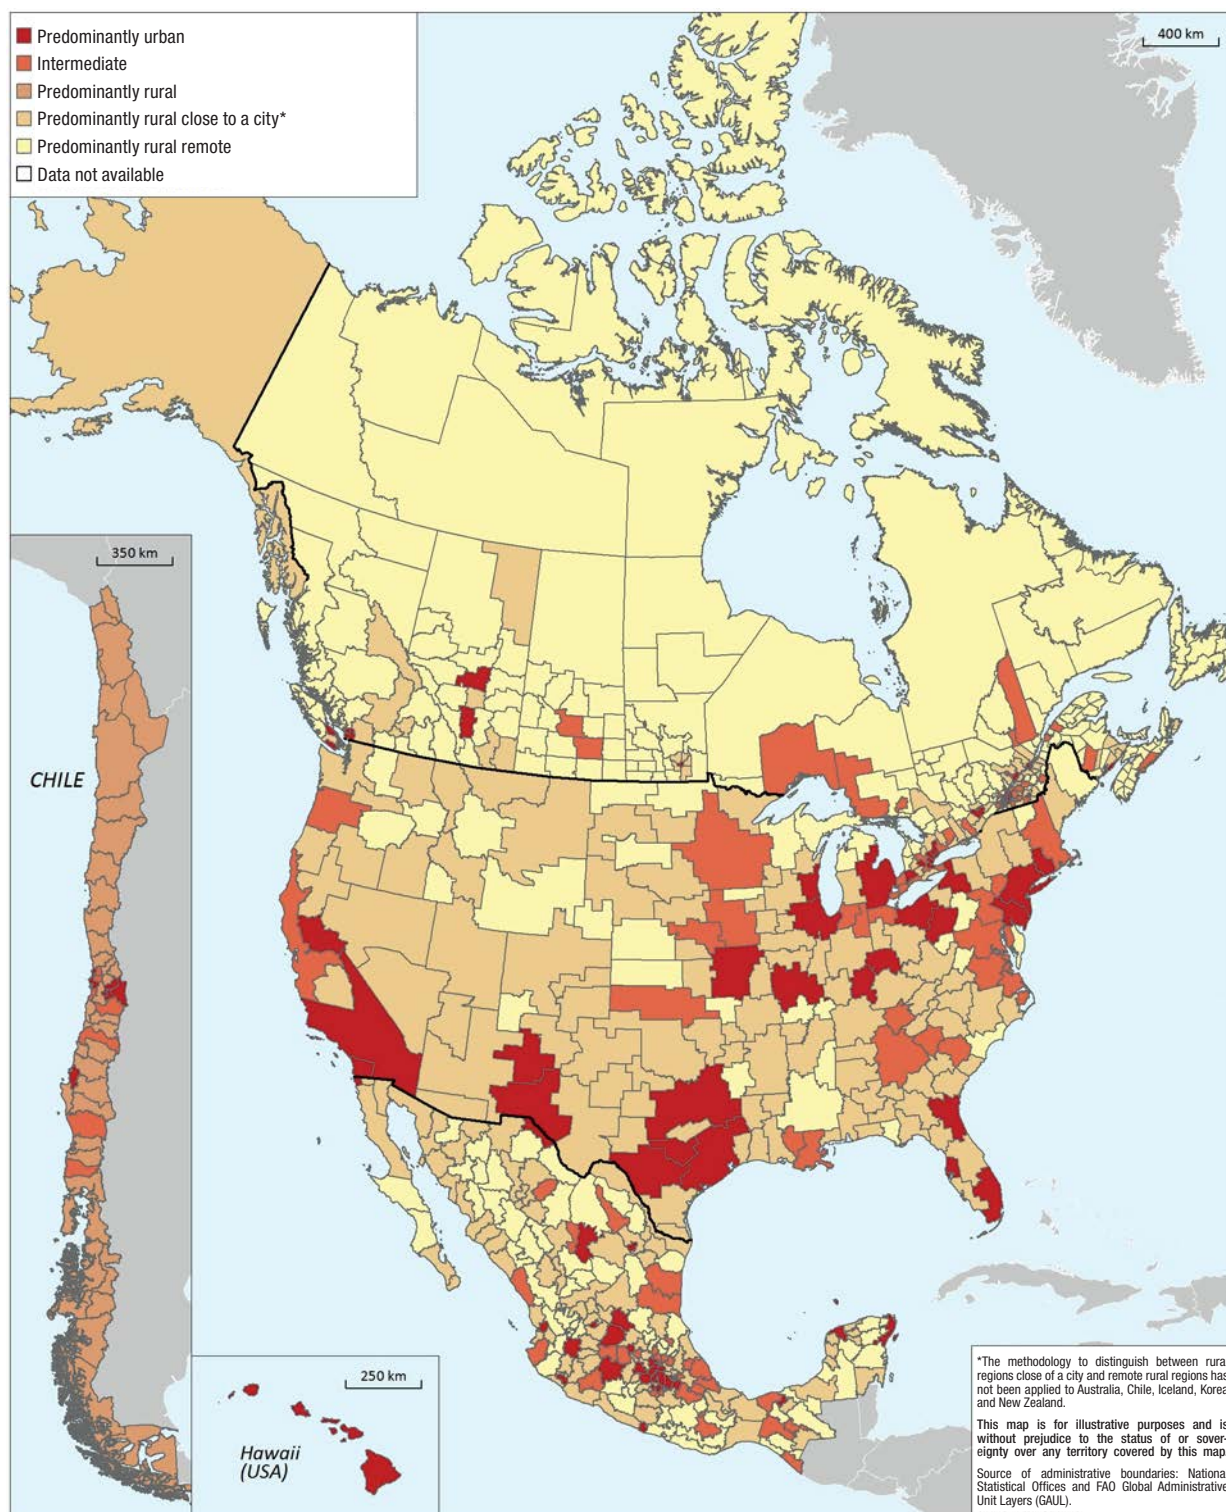 Predominantly urban
Intermediate
Predominantly rural
Predominantly rural close to a city*
Predominantly rural remote
Data not available
400 km
350 km
CHILE
250 km
Hawaii
(USA)
*The methodology to distinguish between rura
regions close of a city and remote rural regions has
not been applied to Australia, Chile, Iceland, Korea
and New Zealand.
This map is for illustrative purposes and is
without prejudice to the status of or sover-
eignty over any territory covered by this map
Source of administrative boundaries: Nationa
Statistical Offices and FAO Global Administrative
Unit Layers (GAUL).